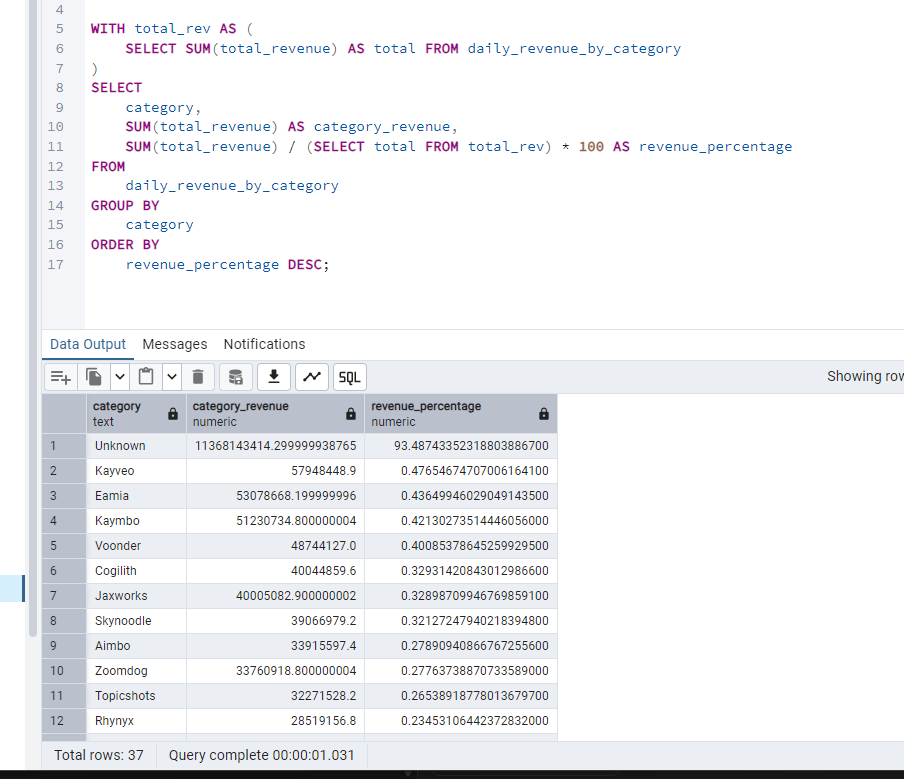 4
5 WITH total_rev AS (
6 SELECT SUM(total_revenue) AS total FROM daily_revenue_by_category
7 )
8 SELECT
9 category,
10 SUM(total_revenue) AS category_revenue,
11 SUM(total_revenue) / (SELECT total FROM total_rev) * 100 AS revenue_percentage
12 FROM
13 daily_revenue_by_category
14 GROUP BY
15 category
16 ORDER BY
17 revenue_percentage DESC;
Data Output Messages Notifications
SQL Showing row
category category_revenue revenue_percentage
text numeric numeric
1 Unknown 11368143414.299999938765 93.48743352318803886700
2 Kayveo 57948448.9 0.47654674707006164100
3 Eamia 53078668.199999996 0.43649946029049143500
4 Kaymbo 51230734.800000004 0.42130273514446056000
5 Voonder 48744127.0 0.40085378645259929500
6 Cogilith 40044859.6 0.32931420843012986600
7 Jaxworks 40005082.900000002 0.32898709946769859100
8 Skynoodle 39066979.2 0.32127247940218394800
9 Aimbo 33915597.4 0.27890940866767255600
10 Zoomdog 33760918.800000004 0.27763738870733589000
11 Topicshots 32271528.2 0.26538918778013679700
12 Rhynyx 28519156.8 0.23453106442372832000
Total rows: 37 Query complete 00:00:01.031